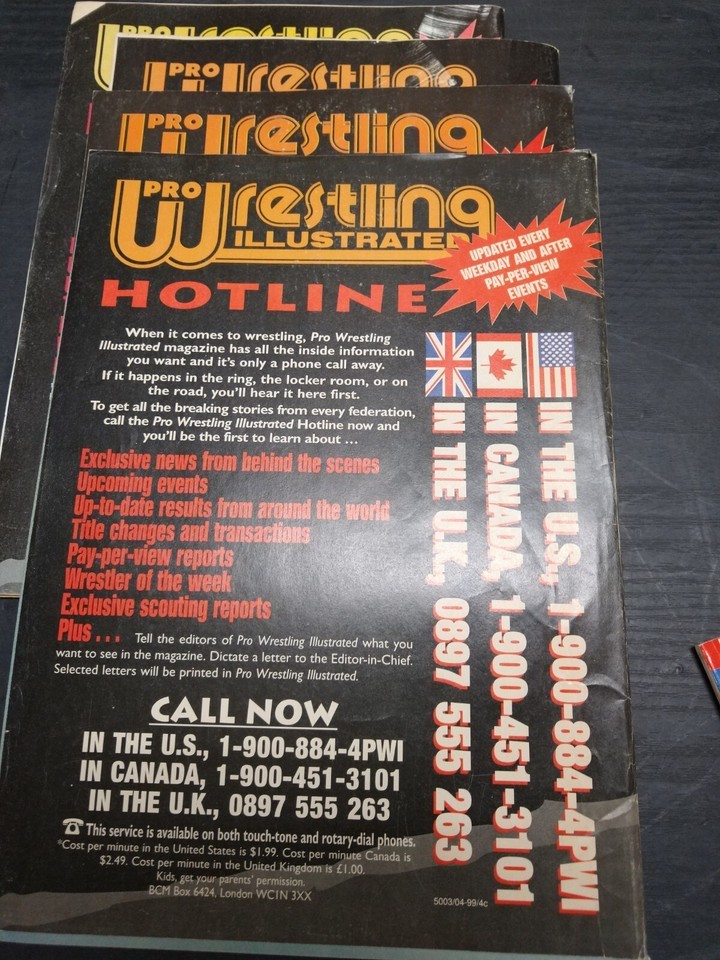 PRO
PRO
Wrestling
PRO
Wrestling
PRO
Wrestling
ILLUSTRATED
HOTLINE
UPDATED EVERY
WEEKDAY AND AFTER
PAY-PER-VIEW
EVENTS
When it comes to wrestling, Pro Wrestling
Illustrated magazine has all the inside information
you want and it's only a phone call away.
If it happens in the ring, the locker room, or on
the road, you'll hear it here first.
To get all the breaking stories from every federation,
call the Pro Wrestling Illustrated Hotline now and
you'll be the first to learn about ...
Exclusive news from behind the scenes
Upcoming events
Up-to-date results from around the world
Title changes and transactions
Pay-per-view reports
Wrestler of the week
Exclusive scouting reports
Plus ... Tell the editors of Pro Wrestling Illustrated what you
want to see in the magazine. Dictate a letter to the Editor-in-Chief.
Selected letters will be printed in Pro Wrestling Illustrated.
CALL NOW
IN THE U.S., 1-900-884-4PWI
IN CANADA, 1-900-451-3101
IN THE U.K., 0897 555 263
This service is available on both touch-tone and rotary-dial phones.
*Cost per minute in the United States is $1.99. Cost per minute Canada is
$2.49. Cost per minute in the United Kingdom is £1.00.
Kids, get your parents' permission.
BCM Box 6424, London WC1N 3XX
5003/04-99/4c
IN THE U.S., 1-900-884-4PWI
IN CANADA, 1-900-451-3101
IN THE U.K., 0897 555 263